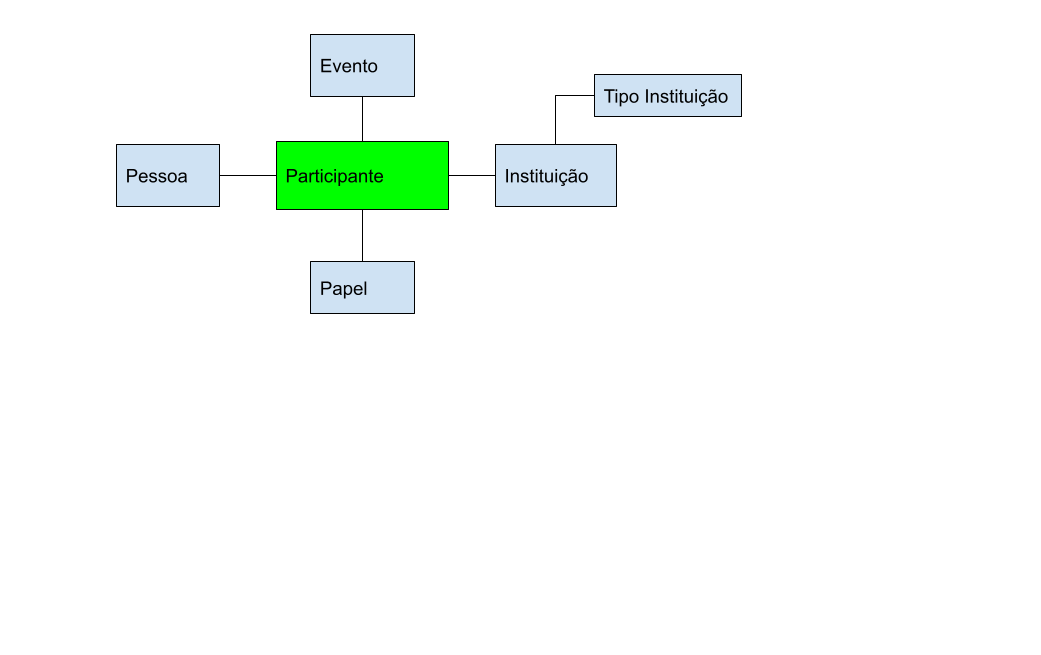 Evento
Tipo Instituição
Pessoa
Participante
Instituição
Papel